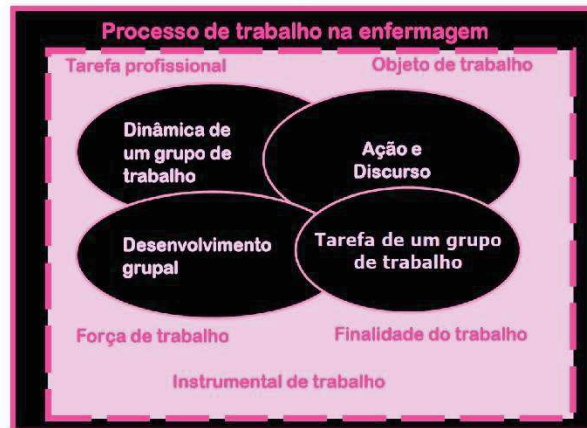 Processo de trabalho na enfermagem
Tarefa profissional
Objeto de trabalho
Dinâmica de
um grupo de
trabalho
Ação e
Discurso
Desenvolvimento
grupal
Tarefa de um grupo
de trabalho
Força de trabalho
Finalidade do trabalho
Instrumental de trabalho